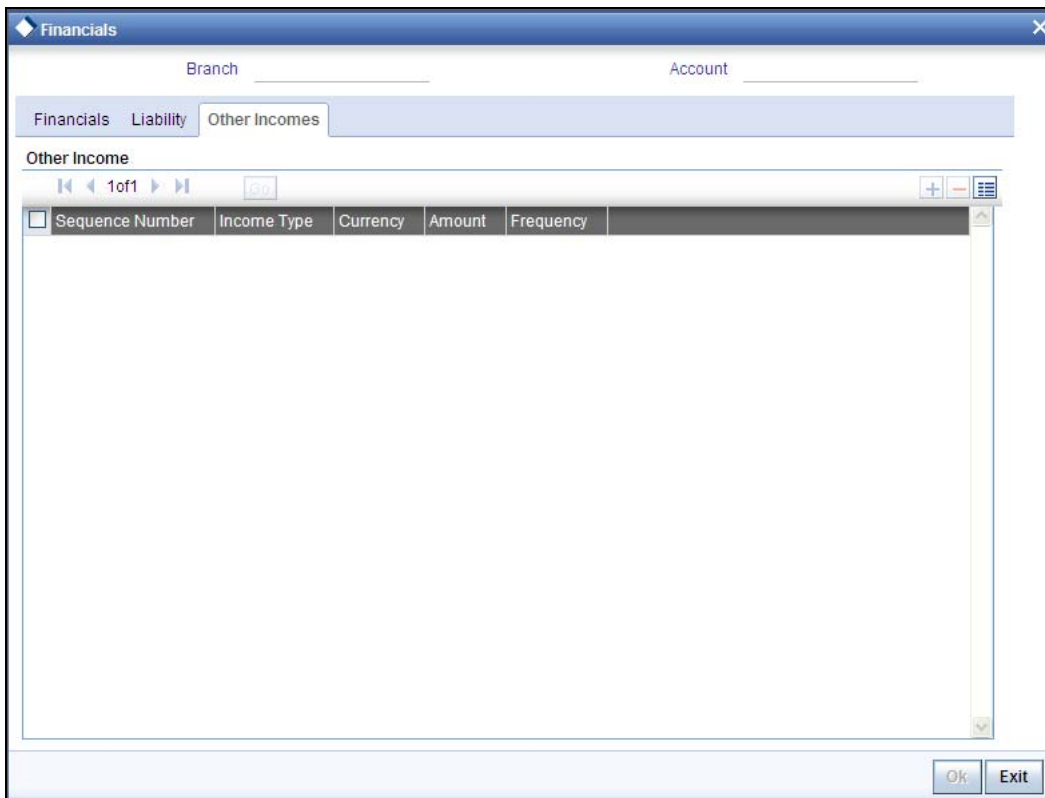 Financials
Branch Account
Financials Liability Other Incomes
Other Income
1of1 Go
Sequence Number Income Type Currency Amount Frequency
Ok Exit